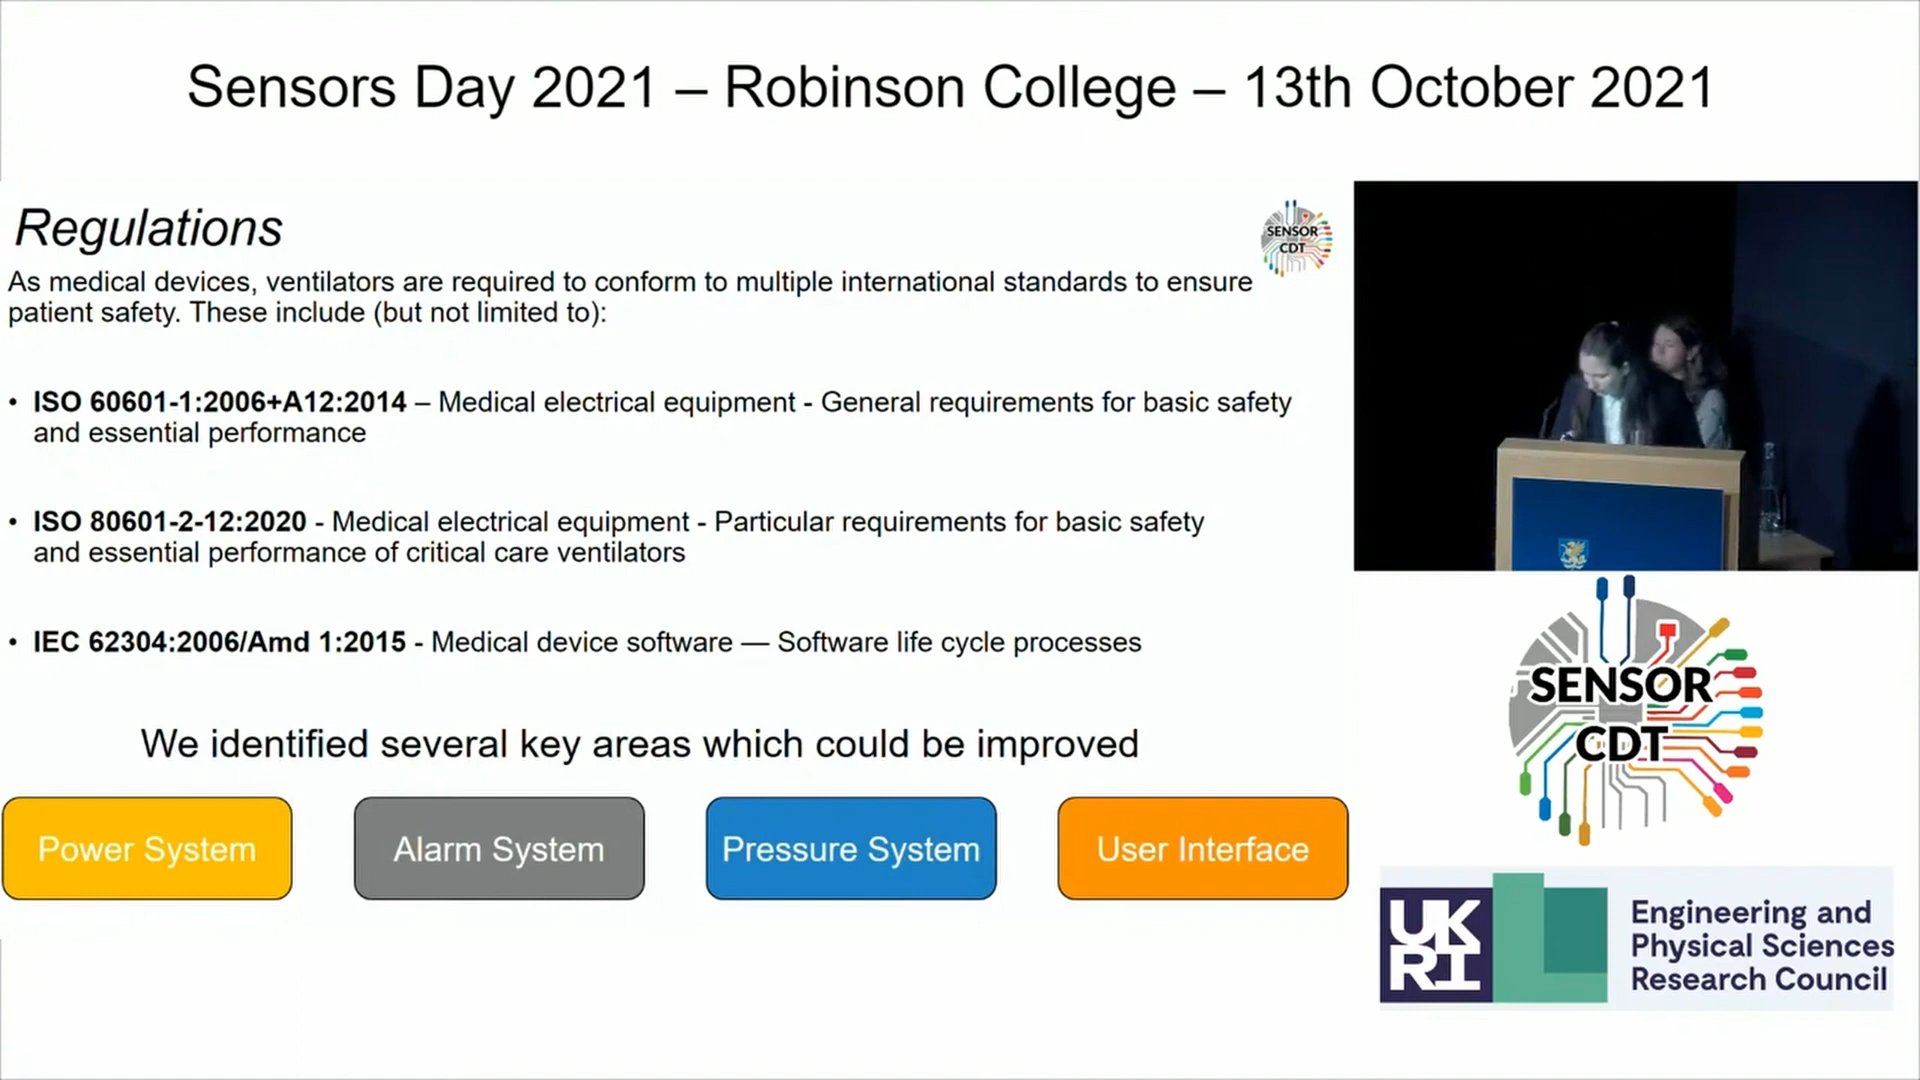 Sensors Day 2021 – Robinson College – 13th October 2021
Regulations
SENSOR
CDT
As medical devices, ventilators are required to conform to multiple international standards to ensure
patient safety. These include (but not limited to):
• ISO 60601-1:2006+A12:2014 – Medical electrical equipment - General requirements for basic safety
and essential performance
• ISO 80601-2-12:2020 - Medical electrical equipment - Particular requirements for basic safety
and essential performance of critical care ventilators
• IEC 62304:2006/Amd 1:2015 - Medical device software — Software life cycle processes
We identified several key areas which could be improved
Power System
Alarm System
Pressure System
User Interface
SENSOR
CDT
UK
RI
Engineering and
Physical Sciences
Research Council